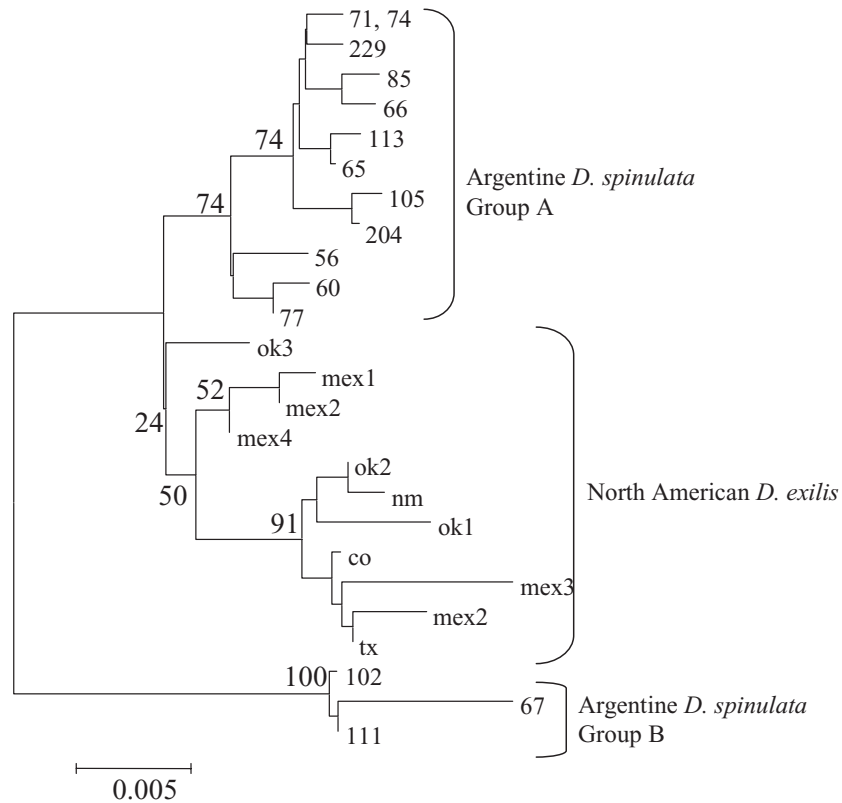 71, 74
229
85
66
74
113
65
Argentine D. spinulata
Group A
105
74
204
56
60
77
ok3
mex1
52
mex2
24
mex4
ok2
50
nm
North American D. exilis
91
ok1
co
mex3
mex2
tx
100
102
67
Argentine D. spinulata
Group B
111
0.005